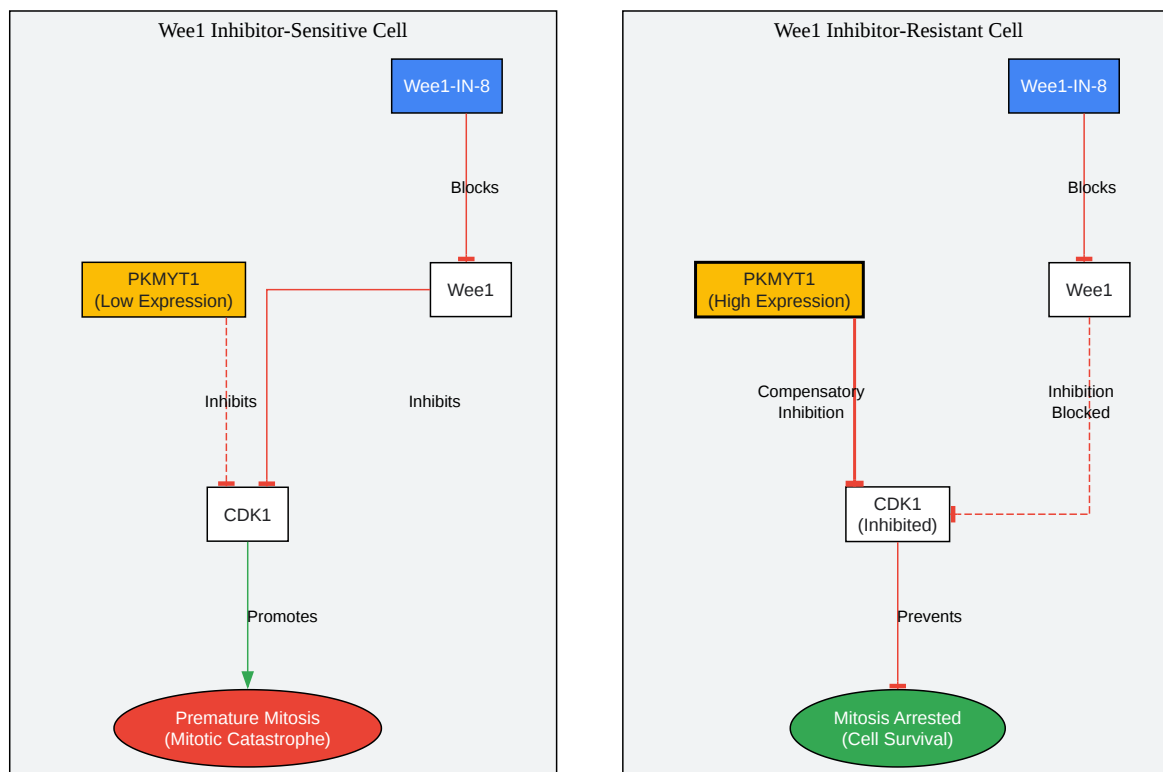 Wee1 Inhibitor-Sensitive Cell
Wee1-IN-8
Blocks
PKMYT1
(Low Expression)
Wee1
Inhibits
Inhibits
CDK1
Promotes
Premature Mitosis
(Mitotic Catastrophe)
Wee1 Inhibitor-Resistant Cell
Wee1-IN-8
Blocks
PKMYT1
(High Expression)
Wee1
Compensatory
Inhibition
Inhibition
Blocked
CDK1
(Inhibited)
Prevents
Mitosis Arrested
(Cell Survival)